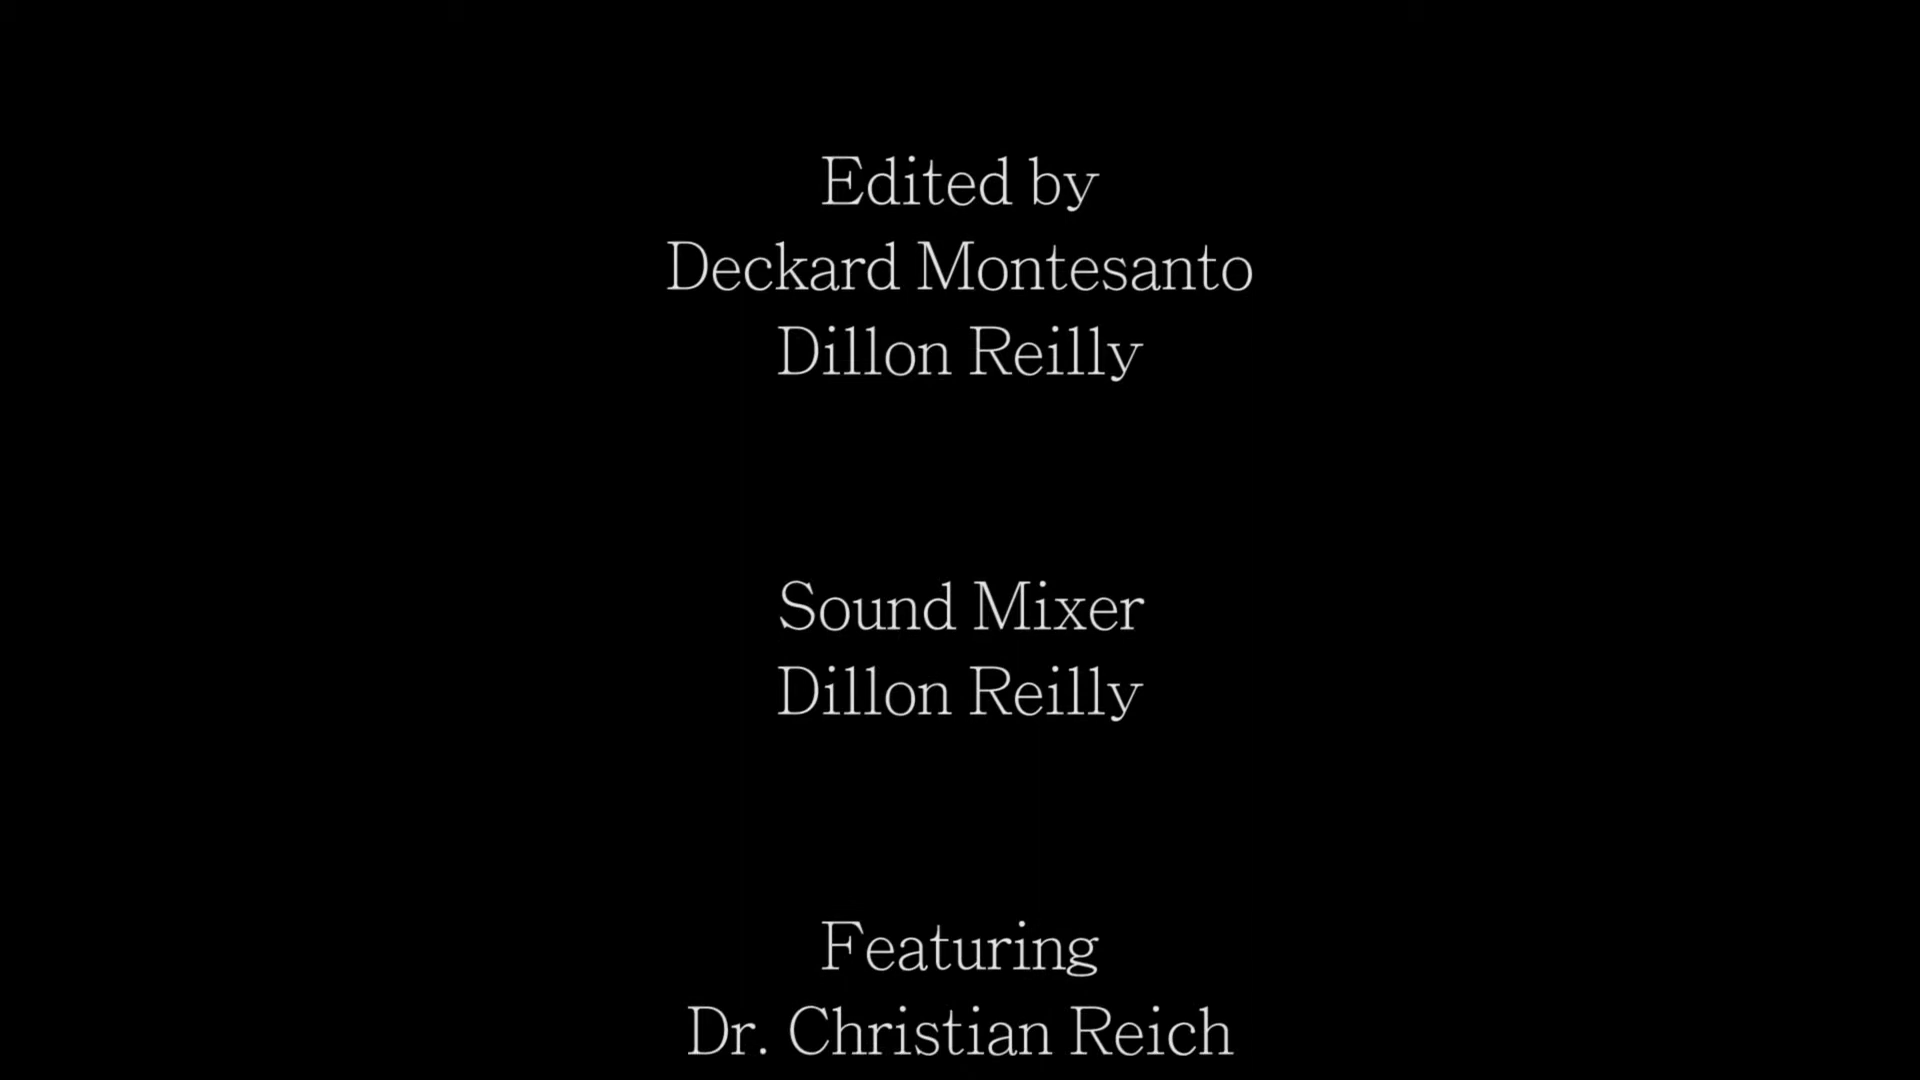 Edited by
Deckard Montesanto
Dillon Reilly
Sound Mixer
Dillon Reilly
Featuring
Dr. Christian Reich